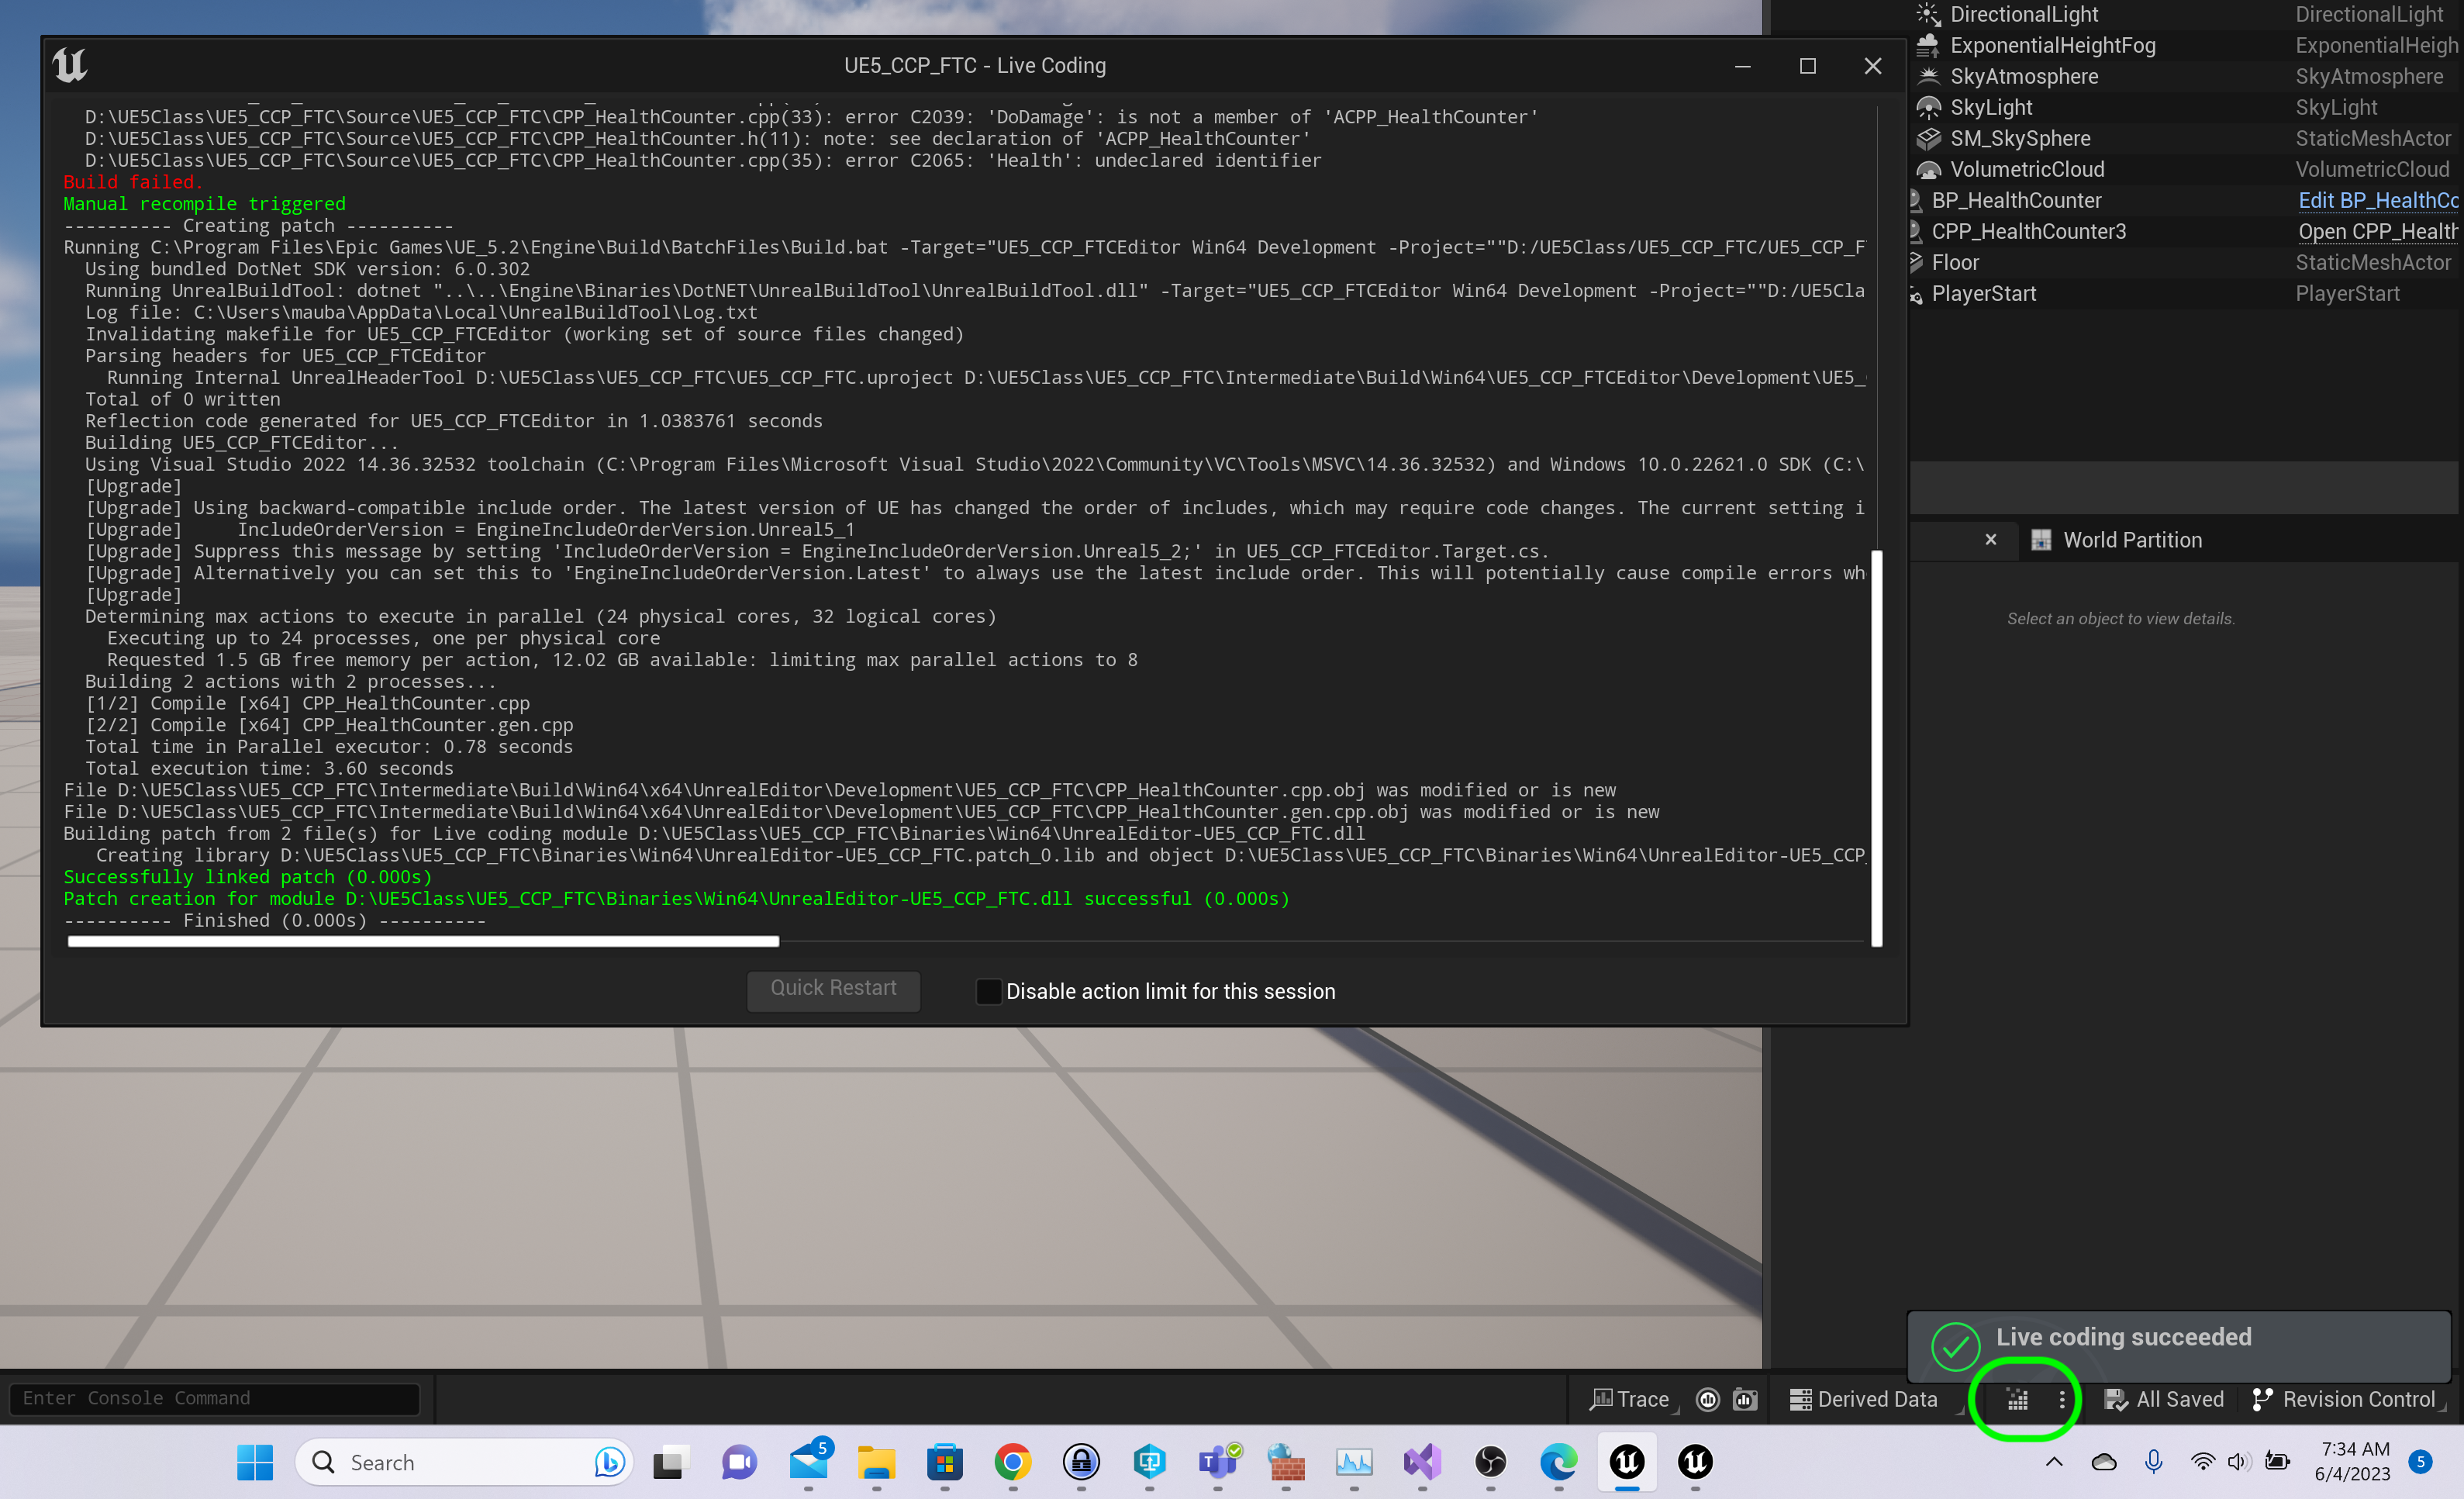 DirectionalLight DirectionalLight
UE5_CCP_FTC - Live Coding
ExponentialHeightFog ExponentialHeigh
SkyAtmosphere SkyAtmosphere
SkyLight SkyLight
SM_SkySphere StaticMeshActor
VolumetricCloud VolumetricCloud
BP_HealthCounter Edit BP_HealthCo
CPP_HealthCounter3 Open CPP_Health
Floor StaticMeshActor
PlayerStart PlayerStart
D:\UE5Class\UE5_CCP_FTC\Source\UE5_CCP_FTC\CPP_HealthCounter.cpp(33): error C2039: 'DoDamage': is not a member of 'ACPP_HealthCounter'
D:\UE5Class\UE5_CCP_FTC\Source\UE5_CCP_FTC\CPP_HealthCounter.h(11): note: see declaration of 'ACPP_HealthCounter'
D:\UE5Class\UE5_CCP_FTC\Source\UE5_CCP_FTC\CPP_HealthCounter.cpp(35): error C2065: 'Health': undeclared identifier
Build failed.
Manual recompile triggered
---------- Creating patch ----------
Running C:\Program Files\Epic Games\UE_5.2\Engine\Build\BatchFiles\Build.bat -Target="UE5_CCP_FTCEditor Win64 Development -Project=""D:/UE5Class/UE5_CCP_FTC/UE5_CCP_F
Using bundled DotNet SDK version: 6.0.302
Running UnrealBuildTool: dotnet "..\..\Engine\Binaries\DotNET\UnrealBuildTool\UnrealBuildTool.dll" -Target="UE5_CCP_FTCEditor Win64 Development -Project=""D:/UE5Cla
Log file: C:\Users\mauba\AppData\Local\UnrealBuildTool\Log.txt
Invalidating makefile for UE5_CCP_FTCEditor (working set of source files changed)
Parsing headers for UE5_CCP_FTCEditor
Running Internal UnrealHeaderTool D:\UE5Class\UE5_CCP_FTC\UE5_CCP_FTC.uproject D:\UE5Class\UE5_CCP_FTC\Intermediate\Build\Win64\UE5_CCP_FTCEditor\Development\UE5_
Total of 0 written
Reflection code generated for UE5_CCP_FTCEditor in 1.0383761 seconds
Building UE5_CCP_FTCEditor...
Using Visual Studio 2022 14.36.32532 toolchain (C:\Program Files\Microsoft Visual Studio\2022\Community\VC\Tools\MSVC\14.36.32532) and Windows 10.0.22621.0 SDK (C:\
[Upgrade]
[Upgrade] Using backward-compatible include order. The latest version of UE has changed the order of includes, which may require code changes. The current setting i
[Upgrade] IncludeOrderVersion = EngineIncludeOrderVersion.Unreal5_1
[Upgrade] Suppress this message by setting 'IncludeOrderVersion = EngineIncludeOrderVersion.Unreal5_2;' in UE5_CCP_FTCEditor.Target.cs.
[Upgrade] Alternatively you can set this to 'EngineIncludeOrderVersion.Latest' to always use the latest include order. This will potentially cause compile errors wh
[Upgrade]
Determining max actions to execute in parallel (24 physical cores, 32 logical cores)
Executing up to 24 processes, one per physical core
Requested 1.5 GB free memory per action, 12.02 GB available: limiting max parallel actions to 8
Building 2 actions with 2 processes...
[1/2] Compile [x64] CPP_HealthCounter.cpp
[2/2] Compile [x64] CPP_HealthCounter.gen.cpp
Total time in Parallel executor: 0.78 seconds
Total execution time: 3.60 seconds
File D:\UE5Class\UE5_CCP_FTC\Intermediate\Build\Win64\x64\UnrealEditor\Development\UE5_CCP_FTC\CPP_HealthCounter.cpp.obj was modified or is new
File D:\UE5Class\UE5_CCP_FTC\Intermediate\Build\Win64\x64\UnrealEditor\Development\UE5_CCP_FTC\CPP_HealthCounter.gen.cpp.obj was modified or is new
Building patch from 2 file(s) for Live coding module D:\UE5Class\UE5_CCP_FTC\Binaries\Win64\UnrealEditor-UE5_CCP_FTC.dll
Creating library D:\UE5Class\UE5_CCP_FTC\Binaries\Win64\UnrealEditor-UE5_CCP_FTC.patch_0.lib and object D:\UE5Class\UE5_CCP_FTC\Binaries\Win64\UnrealEditor-UE5_CCP_
Successfully linked patch (0.000s)
Patch creation for module D:\UE5Class\UE5_CCP_FTC\Binaries\Win64\UnrealEditor-UE5_CCP_FTC.dll successful (0.000s)
---------- Finished (0.000s) ----------
Quick Restart
Disable action limit for this session
World Partition
Select an object to view details.
Live coding succeeded
Enter Console Command
Trace
Derived Data
All Saved
Revision Control
Search
5
T
7:34 AM
6/4/2023
5